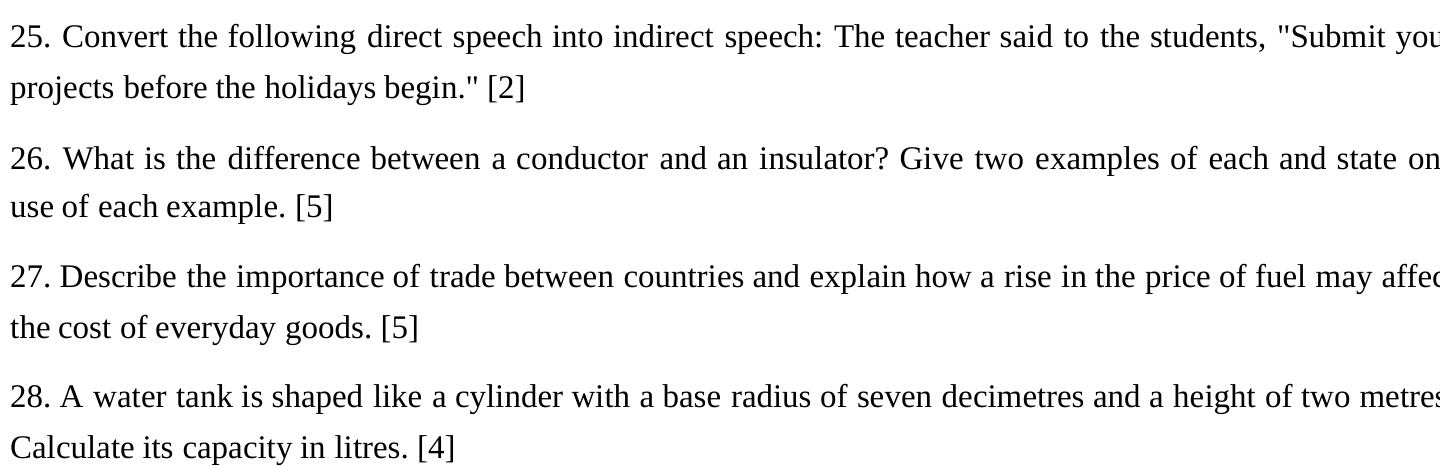 25. Convert the following direct speech into indirect speech: The teacher said to the students, "Submit you
projects before the holidays begin." [2]
26. What is the difference between a conductor and an insulator? Give two examples of each and state on
use of each example. [5]
27. Describe the importance of trade between countries and explain how a rise in the price of fuel may affec
the cost of everyday goods. [5]
28. A water tank is shaped like a cylinder with a base radius of seven decimetres and a height of two metres
Calculate its capacity in litres. [4]